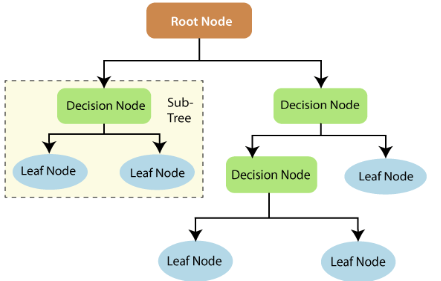 Root Node
Decision Node
Sub-
Tree
Decision Node
Leaf Node
Leaf Node
Decision Node
Leaf Node
Leaf Node
Leaf Node